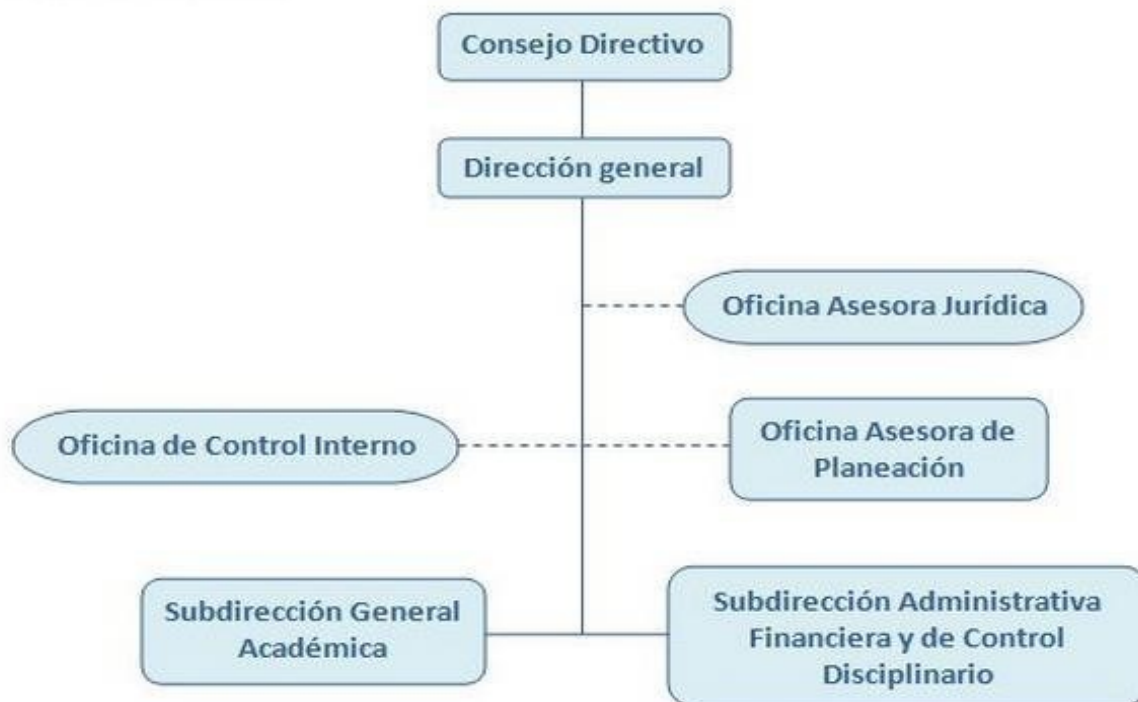 Consejo Directivo
Dirección general
Oficina Asesora Jurídica
Oficina de Control Interno
Oficina Asesora de
Planeación
Subdirección General
Académica
Subdirección Administrativa
Financiera y de Control
Disciplinario